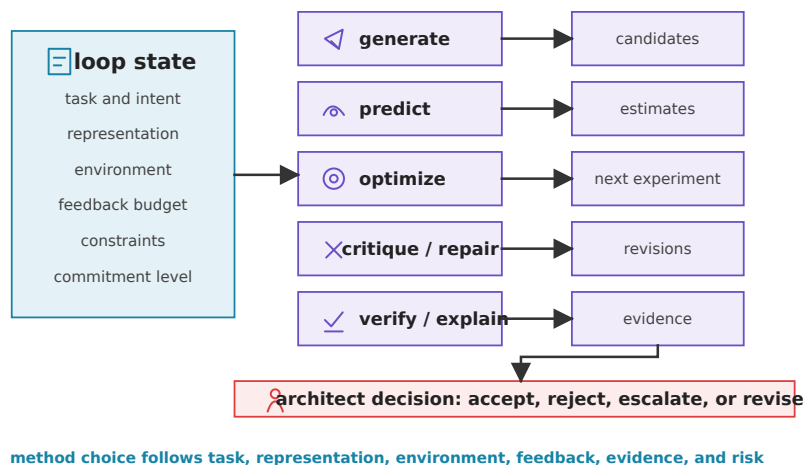 loop state
task and intent
representation
environment
feedback budget
constraints
commitment level
generate
candidates
predict
estimates
optimize
next experiment
critique / repair
revisions
verify / explain
evidence
architect decision: accept, reject, escalate, or revise
method choice follows task, representation, environment, feedback, evidence, and risk